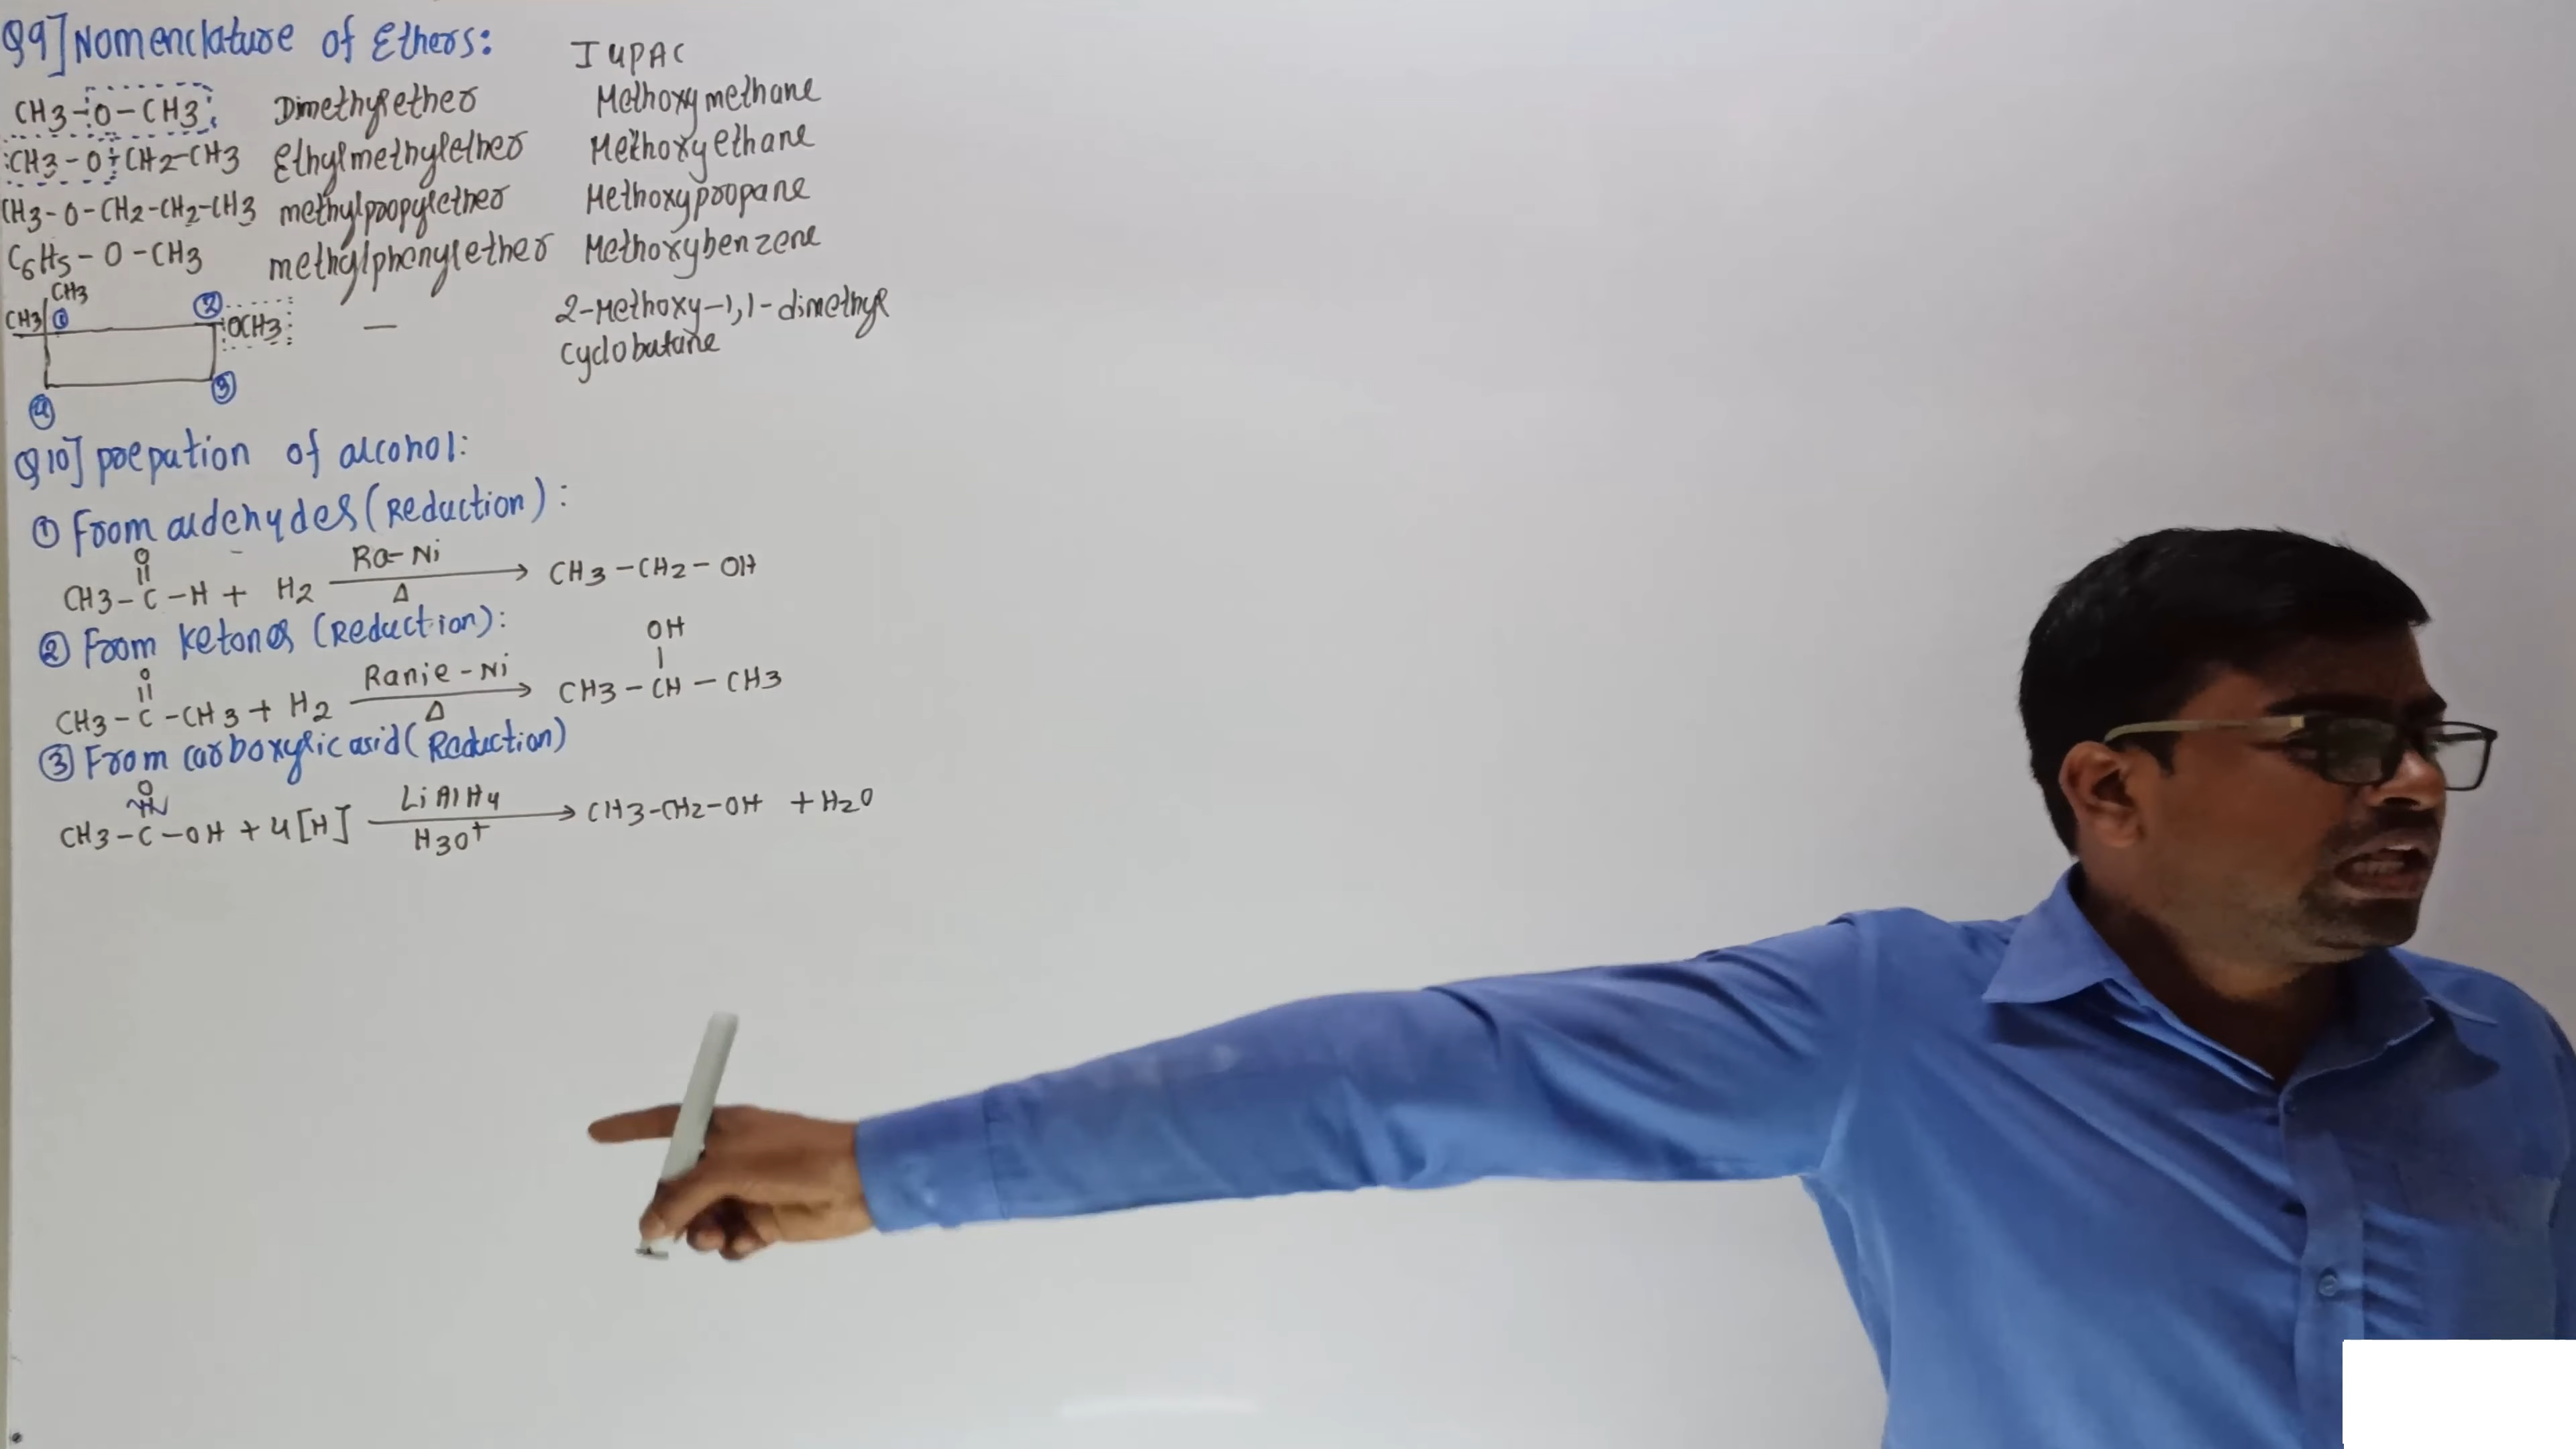 Q9] Nomenclature of Ethers:
IUPAC
CH3-O-CH3 Dimethylether Methoxymethane
CH3-O-CH2-CH3 Ethylmethylether Methoxyethane
CH3-O-CH2-CH2-CH3 methylpropylether Methoxypropane
C6H5-O-CH3 methylphenylether Methoxybenzene
CH3
CH3 ① ② OCH3 — 2-Methoxy-1,1-dimethyl
cyclobutane
③
④
Q10] prepation of alcohol:
① From aldehydes (Reduction):
O
||
CH3-C-H + H2 Ra-Ni Δ → CH3-CH2-OH
② From ketones (Reduction):
O
||
CH3-C-CH3 + H2 Ranie-Ni Δ → CH3-CH-CH3
OH
|
③ From carboxylic asid (Reduction)
O
CH3-C-OH + 4[H] LiAlH4 H3O+ → CH3-CH2-OH + H2O